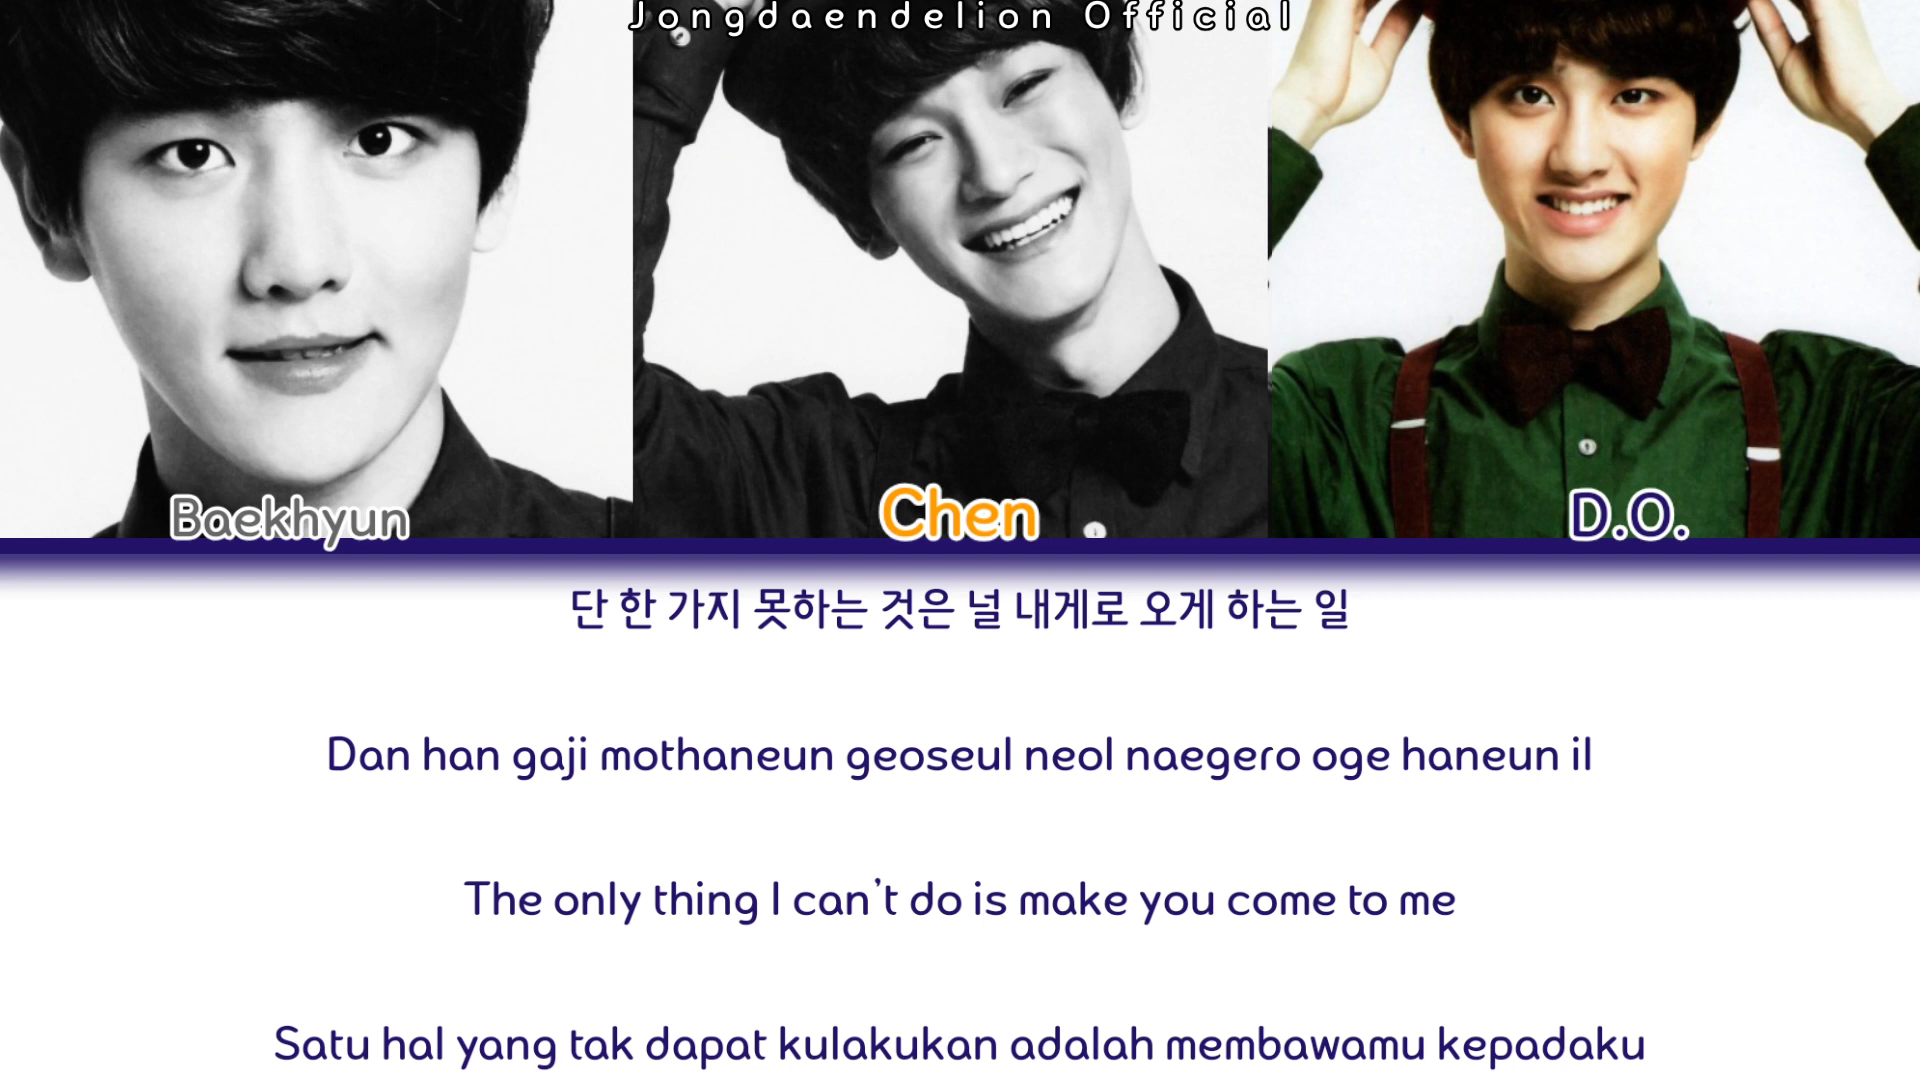 Jongdaendelion Official
Baekhyun
Chen
D.O.
단 한 가지 못하는 것은 널 내게로 오게 하는 일
Dan han gaji mothaneun geoseul neol naegero oge haneun il
The only thing I can't do is make you come to me
Satu hal yang tak dapat kulakukan adalah membawamu kepadaku